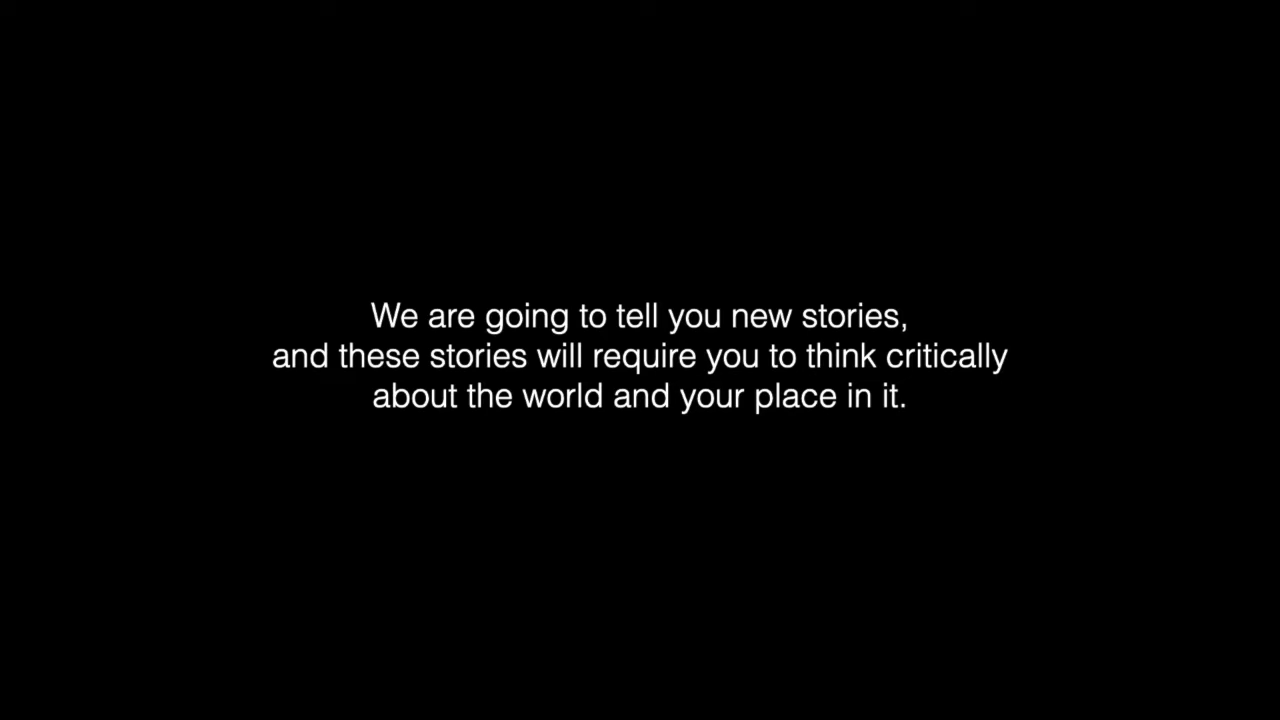 We are going to tell you new stories,
and these stories will require you to think critically
about the world and your place in it.